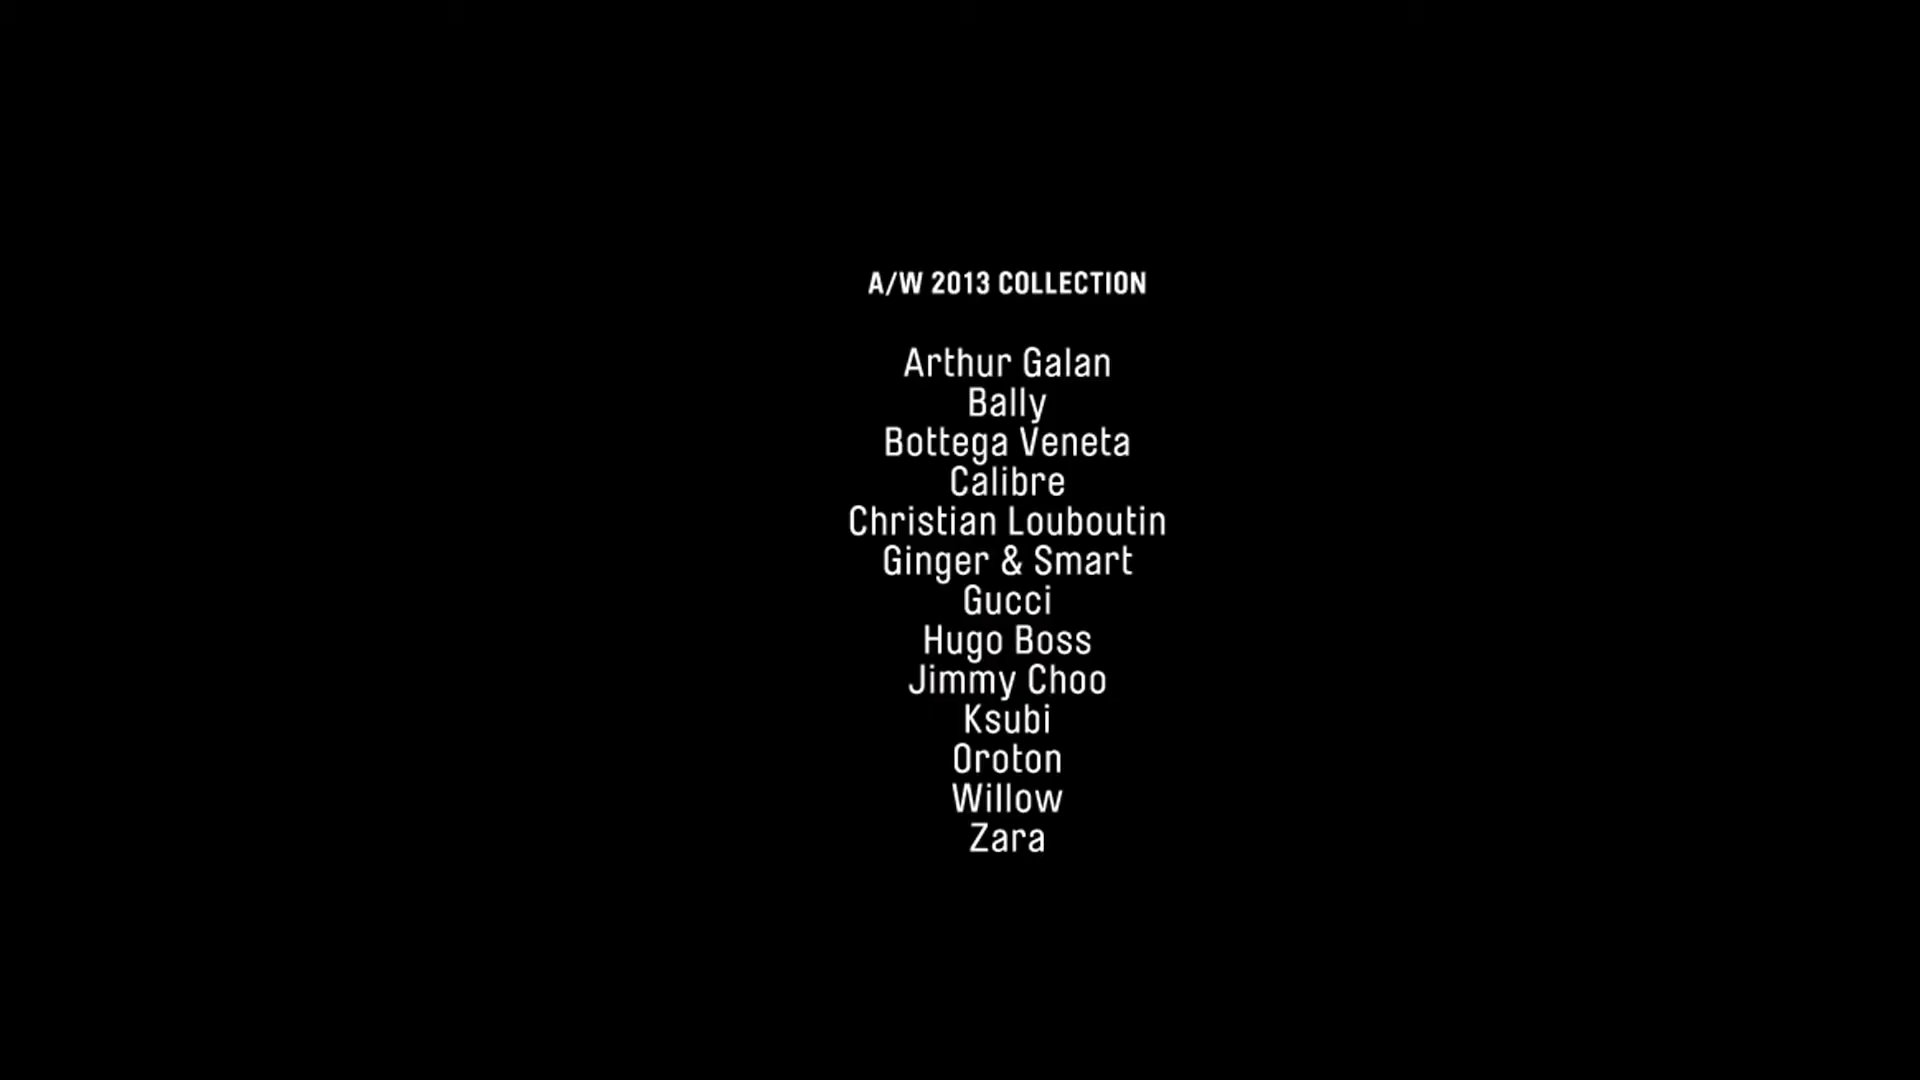 A/W 2013 COLLECTION
Arthur Galan
Bally
Bottega Veneta
Calibre
Christian Louboutin
Ginger & Smart
Gucci
Hugo Boss
Jimmy Choo
Ksubi
Oroton
Willow
Zara